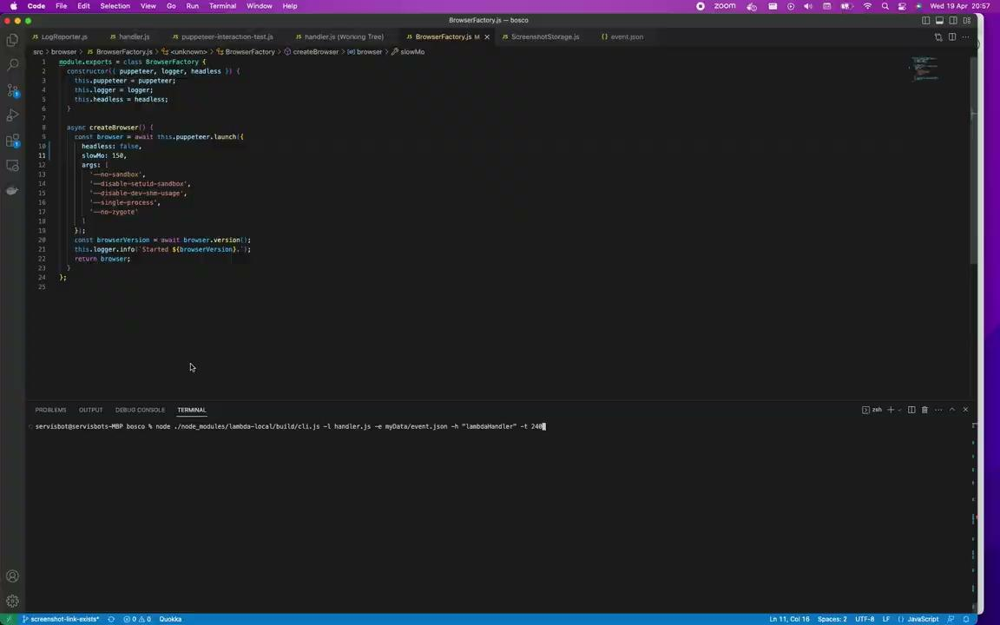 Code File Edit Selection View Go Run Terminal Window Help zoom Wed 19 Apr 20:57
BrowserFactory.js — bosco
JS LogReporter.js JS handler.js JS puppeteer-interaction-test.js JS handler.js (Working Tree) JS BrowserFactory.js M JS ScreenshotStorage.js {} event.json
src > browser > JS BrowserFactory.js > <unknown> > BrowserFactory > createBrowser > browser > slowMo
1 module.exports = class BrowserFactory {
2 constructor({ puppeteer, logger, headless }) {
3 this.puppeteer = puppeteer;
4 this.logger = logger;
5 this.headless = headless;
6 }
7
8 async createBrowser() {
9 const browser = await this.puppeteer.launch({
10 headless: false,
11 slowMo: 150,
12 args: [
13 '--no-sandbox',
14 '--disable-setuid-sandbox',
15 '--disable-dev-shm-usage',
16 '--single-process',
17 '--no-zygote'
18 ]
19 });
20 const browserVersion = await browser.version();
21 this.logger.info(`Started ${browserVersion}.`);
22 return browser;
23 }
24 };
25
PROBLEMS OUTPUT DEBUG CONSOLE TERMINAL zsh
servisbot@servisbots-MBP bosco % node ./node_modules/lambda-local/build/cli.js -l handler.js -e myData/event.json -h "lambdaHandler" -t 240
screenshot-link-exists* 0 0 Quokka Ln 11, Col 16 Spaces: 2 UTF-8 LF {} JavaScript